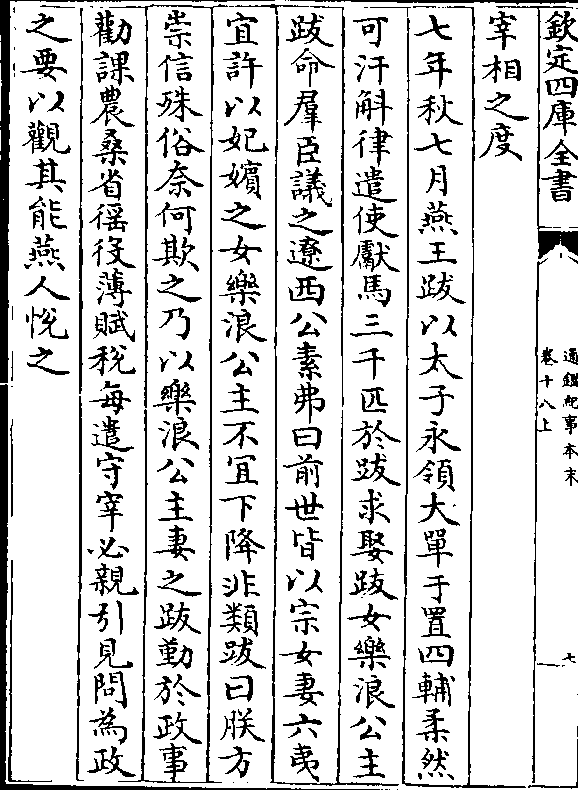 欽定四庫全書
通鑑紀事本末
卷十八上
七
宰相之度
七年秋七月燕王跋以太子永領大單于置四輔柔然
可汗斛律遣使獻馬三千匹於跋求娶跋女樂浪公主
跋命羣臣議之遼西公素弗曰前世皆以宗女妻六夷
宜許以妃嬪之女樂浪公主不宜下降非類跋曰朕方
崇信殊俗奈何欺之乃以樂浪公主妻之跋勤於政事
勸課農桑省徭役薄賦稅每遣守宰必親引見問為政
之要以觀其能燕人悅之